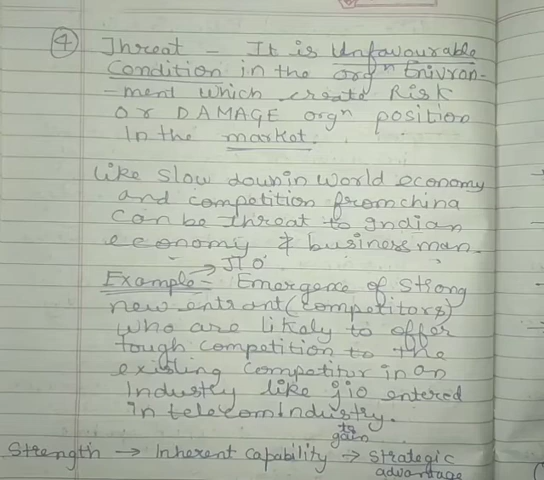 ④ Threat - It is Unfavourable
Condition in the orgn Enivron-
-ment which create Risk
Or DAMAGE orgn position
In the market.
like slow down in world economy
and competition from china
can be threat to Indian
economy & business man.
→ JIO
Example - Emergence of Strong
new entrant (competitors)
who are likely to offer
tough competition to the
existing competitor in an
Industry like jio entered
in telecom industry.
to
gain
Strength → Inherent capability → strategic
advantage